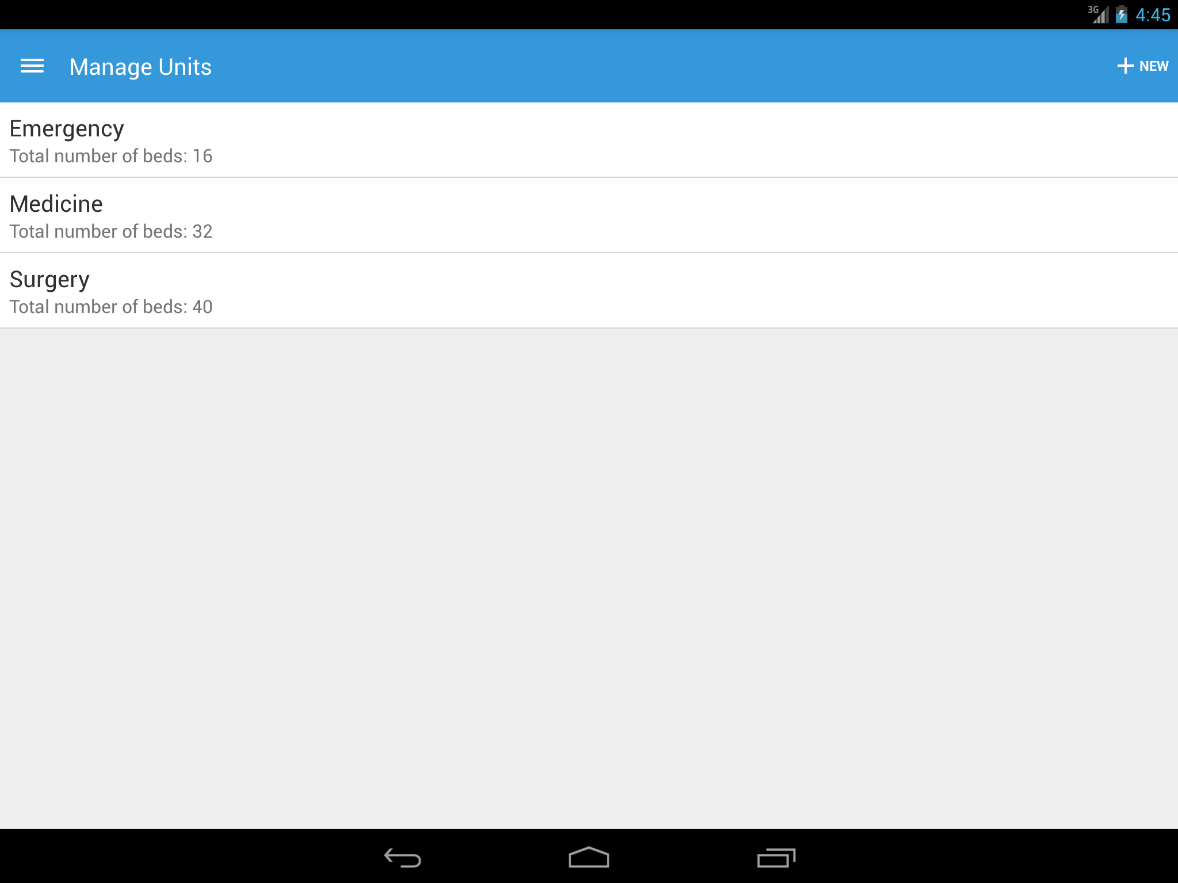 3G 4:45
Manage Units
NEW
Emergency
Total number of beds: 16
Medicine
Total number of beds: 32
Surgery
Total number of beds: 40